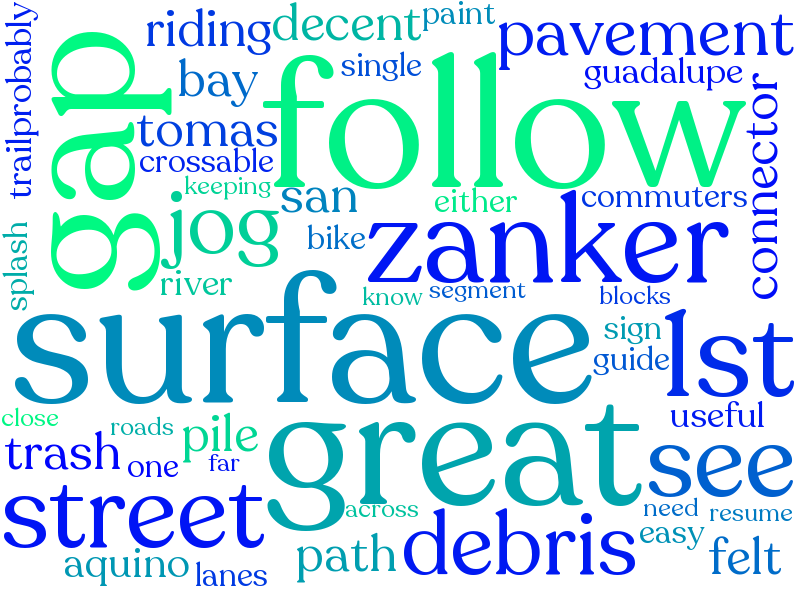 trailprobably
gap
riding
decent
paint
pavement
bay
single
guadalupe
follow
tomas
crossable
keeping
san
either
commuters
connector
jog
bike
zanker
splash
river
know
segment
blocks
surface
sign
guide
1st
close
roads
pile
great
useful
trash
one
far
see
street
across
debris
need
resume
easy
aquino
lanes
path
felt